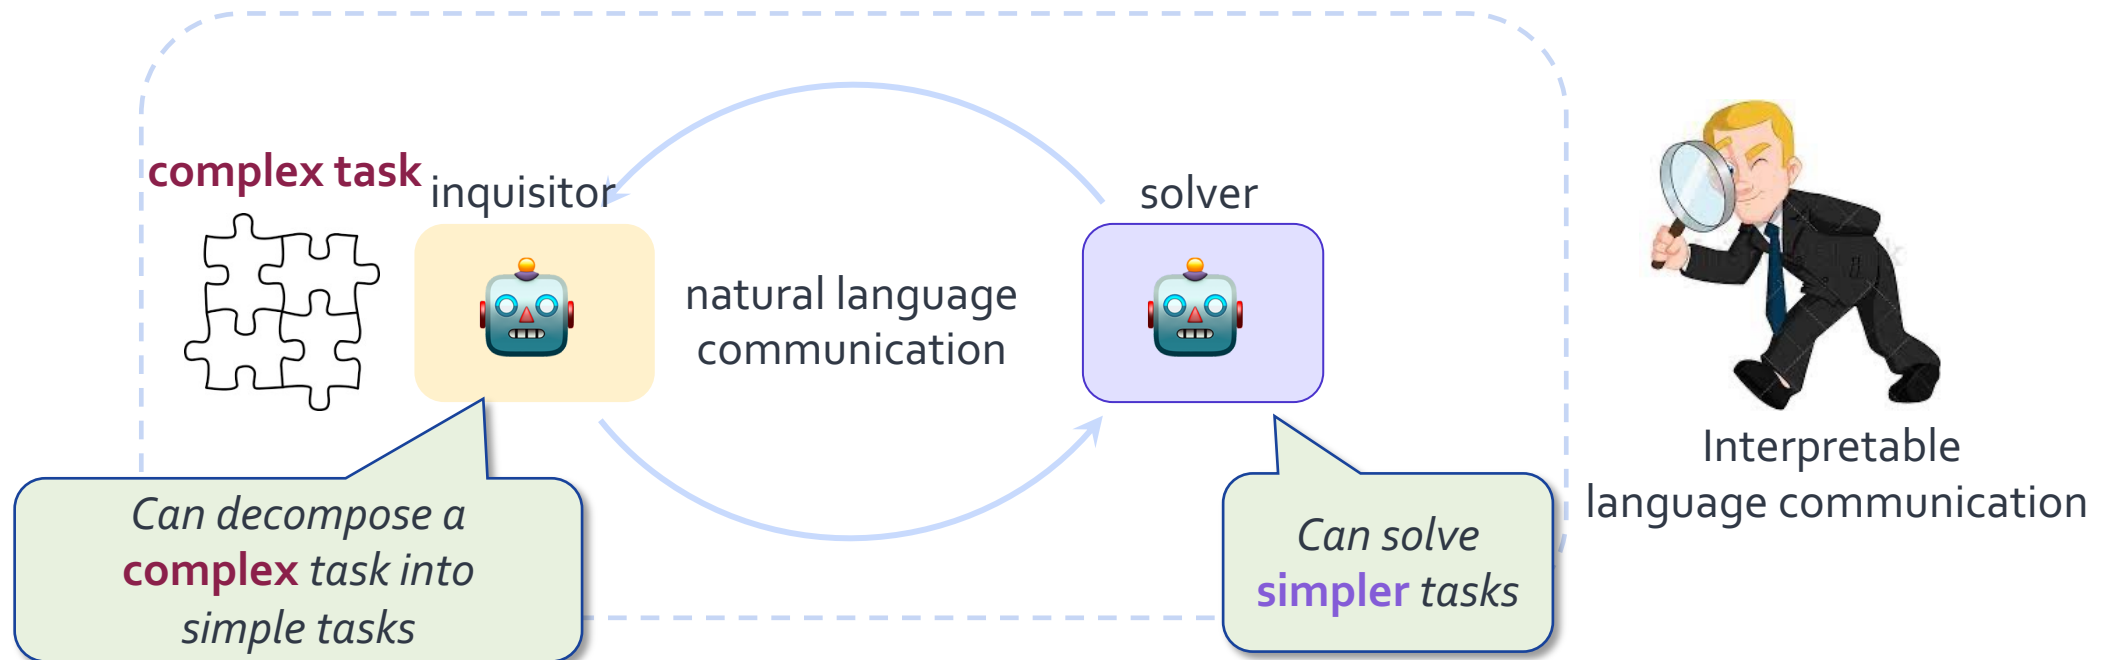 complex task
inquisitor
solver
natural language
communication
Interpretable
language communication
Can decompose a
complex task into
simple tasks
Can solve
simpler tasks